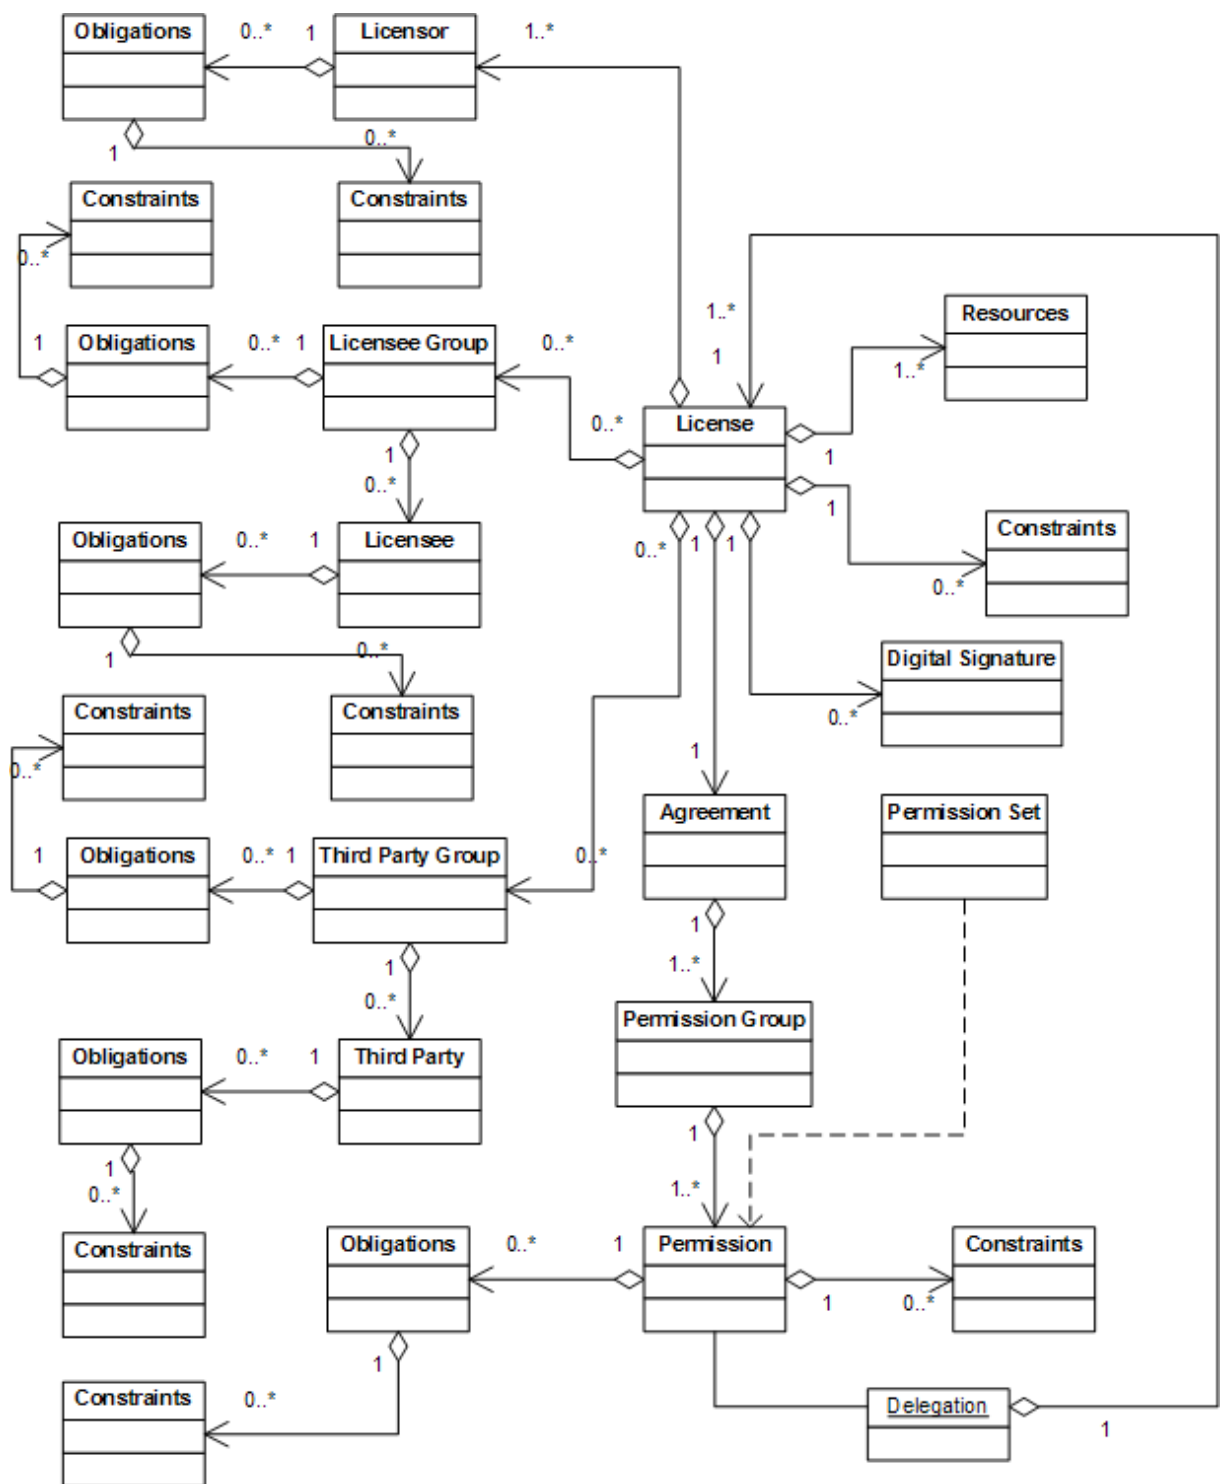 Obligations
0..*
1
Licensor
1..*
1
0..*
Constraints
Constraints
0..*
1..*
Resources
1
Obligations
0..*
1
Licensee Group
0..*
1
1..*
License
0..*
1
1
0..*
1
Constraints
Obligations
0..*
1
Licensee
0..*
1
1
0..*
1
0..*
Digital Signature
0..*
Constraints
Constraints
0..*
1
Agreement
Permission Set
1
Obligations
0..*
1
Third Party Group
0..*
1
1
1..*
0..*
Permission Group
Obligations
0..*
1
Third Party
1
1
0..*
1..*
Constraints
Obligations
0..*
1
Permission
Constraints
1
0..*
1
Constraints
0..*
Delegation
1